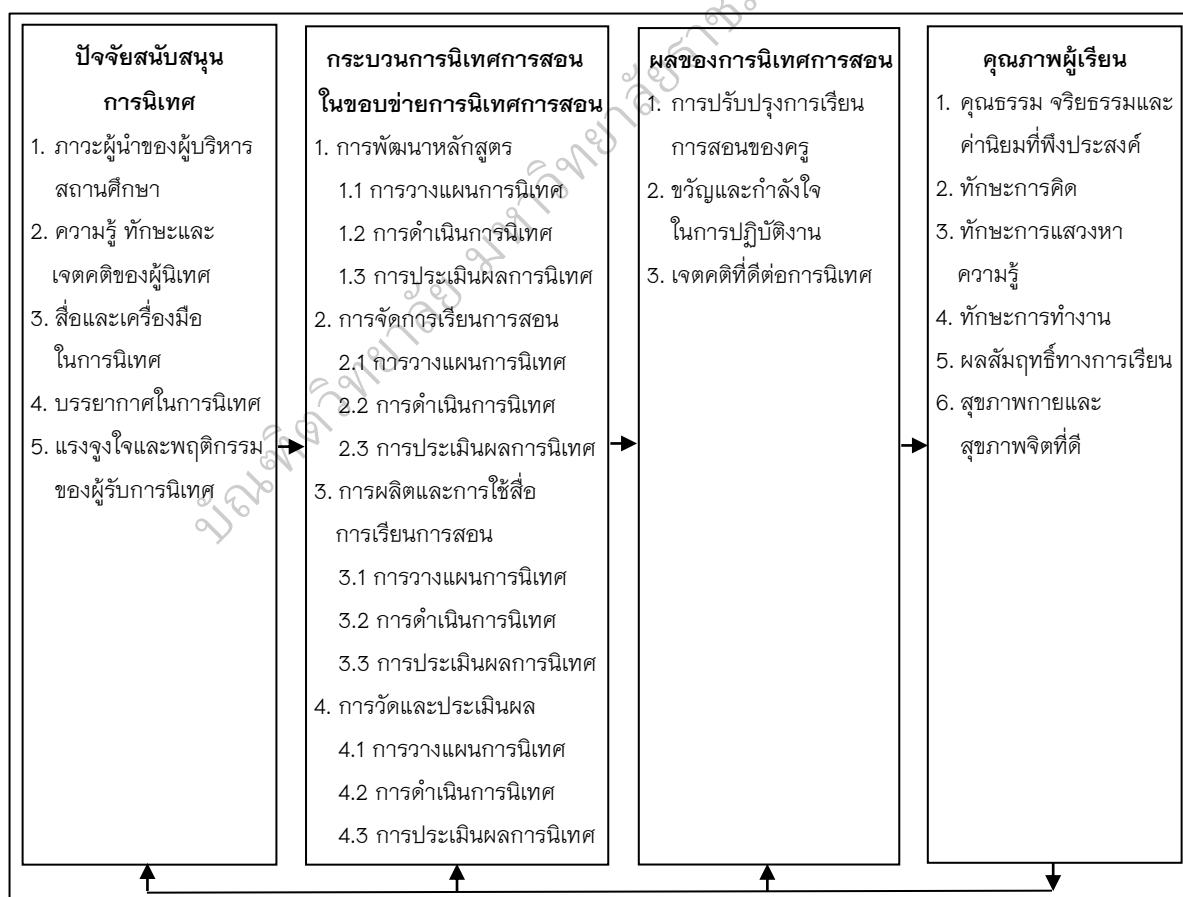 ปัจจัยสนับสนุน
การนิเทศ
1. ภาวะผู้นำของผู้บริหาร
สถานศึกษา
2. ความรู้ ทักษะและ
เจตคติของผู้นิเทศ
3. สื่อและเครื่องมือ
ในการนิเทศ
4. บรรยากาศในการนิเทศ
5. แรงจูงใจและพฤติกรรม
ของผู้รับการนิเทศ
กระบวนการนิเทศการสอน
ในขอบข่ายการนิเทศการสอน
1. การพัฒนาหลักสูตร
1.1 การวางแผนการนิเทศ
1.2 การดำเนินการนิเทศ
1.3 การประเมินผลการนิเทศ
2. การจัดการเรียนการสอน
2.1 การวางแผนการนิเทศ
2.2 การดำเนินการนิเทศ
2.3 การประเมินผลการนิเทศ
3. การผลิตและการใช้สื่อ
การเรียนการสอน
3.1 การวางแผนการนิเทศ
3.2 การดำเนินการนิเทศ
3.3 การประเมินผลการนิเทศ
4. การวัดและประเมินผล
4.1 การวางแผนการนิเทศ
4.2 การดำเนินการนิเทศ
4.3 การประเมินผลการนิเทศ
ผลของการนิเทศการสอน
1. การปรับปรุงการเรียน
การสอนของครู
2. ขวัญและกำลังใจ
ในการปฏิบัติงาน
3. เจตคติที่ดีต่อการนิเทศ
คุณภาพผู้เรียน
1. คุณธรรม จริยธรรมและ
ค่านิยมที่พึงประสงค์
2. ทักษะการคิด
3. ทักษะการแสวงหา
ความรู้
4. ทักษะการทำงาน
5. ผลสัมฤทธิ์ทางการเรียน
6. สุขภาพกายและ
สุขภาพจิตที่ดี
บัณฑิตวิทยาลัย มหาวิทยาลัยราช